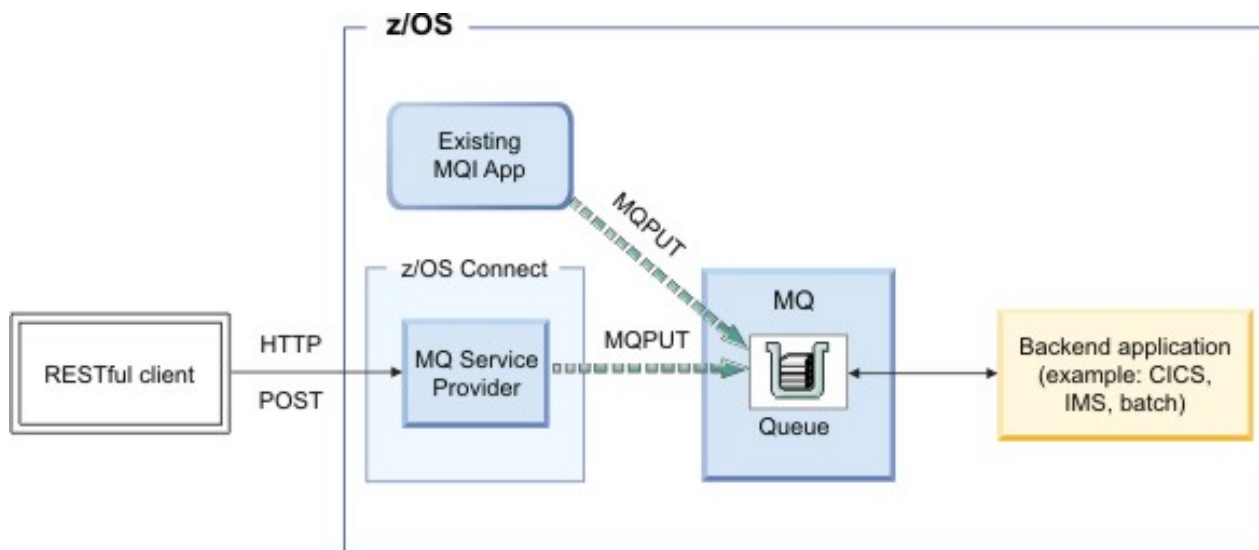 z/OS
Existing
MQI App
MQPUT
z/OS Connect
MQ
RESTful client
HTTP
POST
MQ Service
Provider
MQPUT
Queue
Backend application
(example: CICS,
IMS, batch)